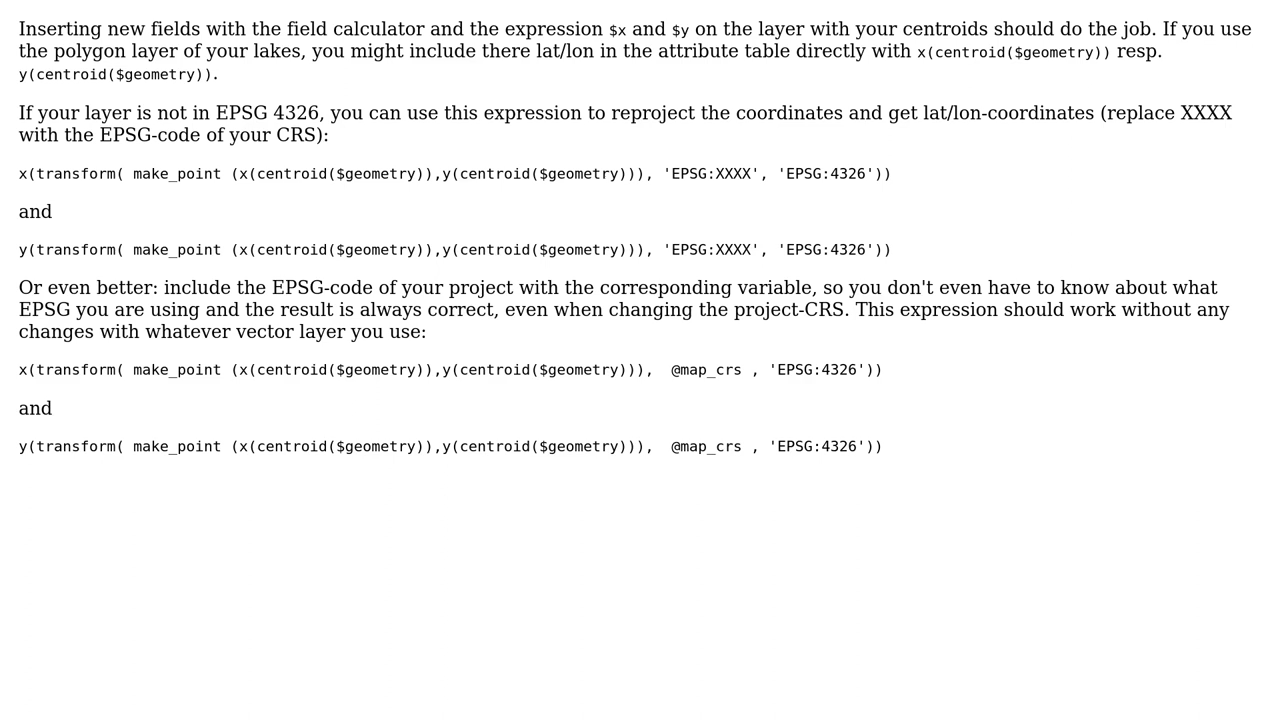 Inserting new fields with the field calculator and the expression $x and $y on the layer with your centroids should do the job. If you use
the polygon layer of your lakes, you might include there lat/lon in the attribute table directly with x(centroid($geometry)) resp.
y(centroid($geometry)).
If your layer is not in EPSG 4326, you can use this expression to reproject the coordinates and get lat/lon-coordinates (replace XXXX
with the EPSG-code of your CRS):
x(transform( make_point (x(centroid($geometry)),y(centroid($geometry))), 'EPSG:XXXX', 'EPSG:4326'))
and
y(transform( make_point (x(centroid($geometry)),y(centroid($geometry))), 'EPSG:XXXX', 'EPSG:4326'))
Or even better: include the EPSG-code of your project with the corresponding variable, so you don't even have to know about what
EPSG you are using and the result is always correct, even when changing the project-CRS. This expression should work without any
changes with whatever vector layer you use:
x(transform( make_point (x(centroid($geometry)),y(centroid($geometry))),  @map_crs , 'EPSG:4326'))
and
y(transform( make_point (x(centroid($geometry)),y(centroid($geometry))),  @map_crs , 'EPSG:4326'))